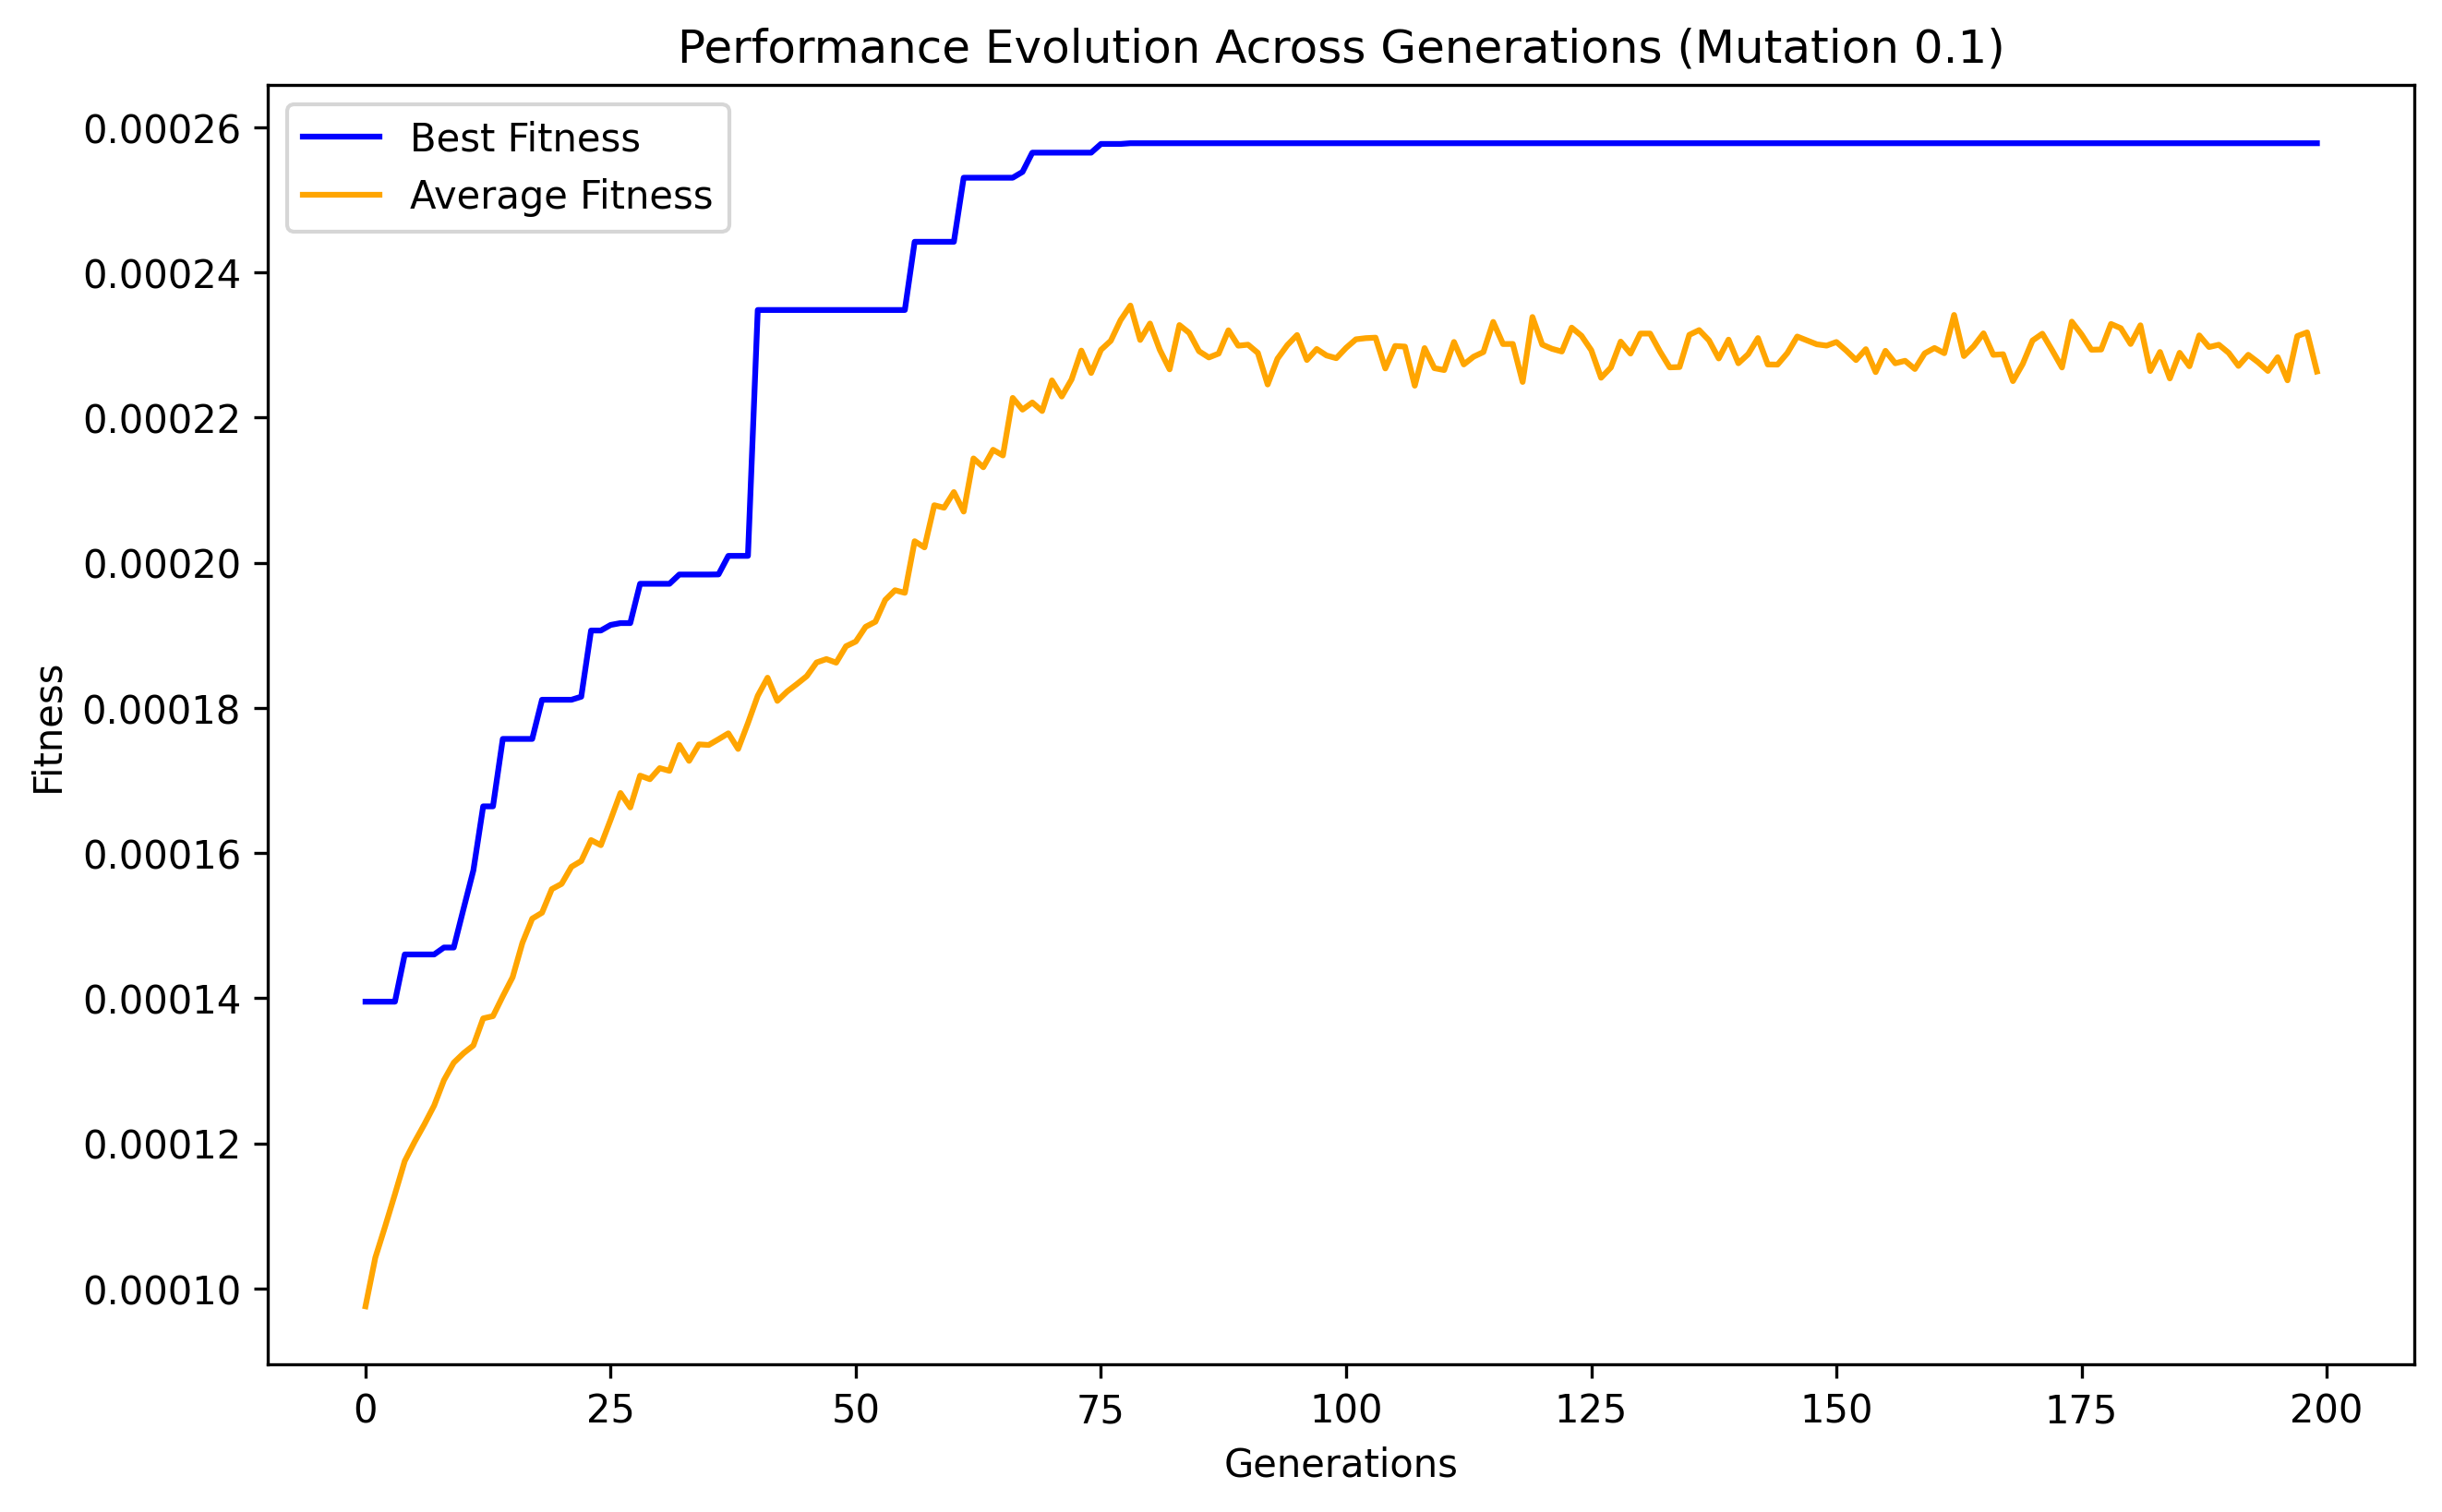 Performance Evolution Across Generations (Mutation 0.1)
Best Fitness
Average Fitness
0.00026
0.00024
0.00022
0.00020
0.00018
0.00016
0.00014
0.00012
0.00010
Fitness
0 25 50 75 100 125 150 175 200
Generations